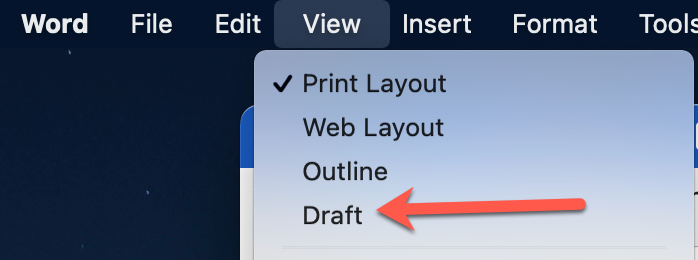 Word File Edit View Insert Format Tools
Print Layout
Web Layout
Outline
Draft